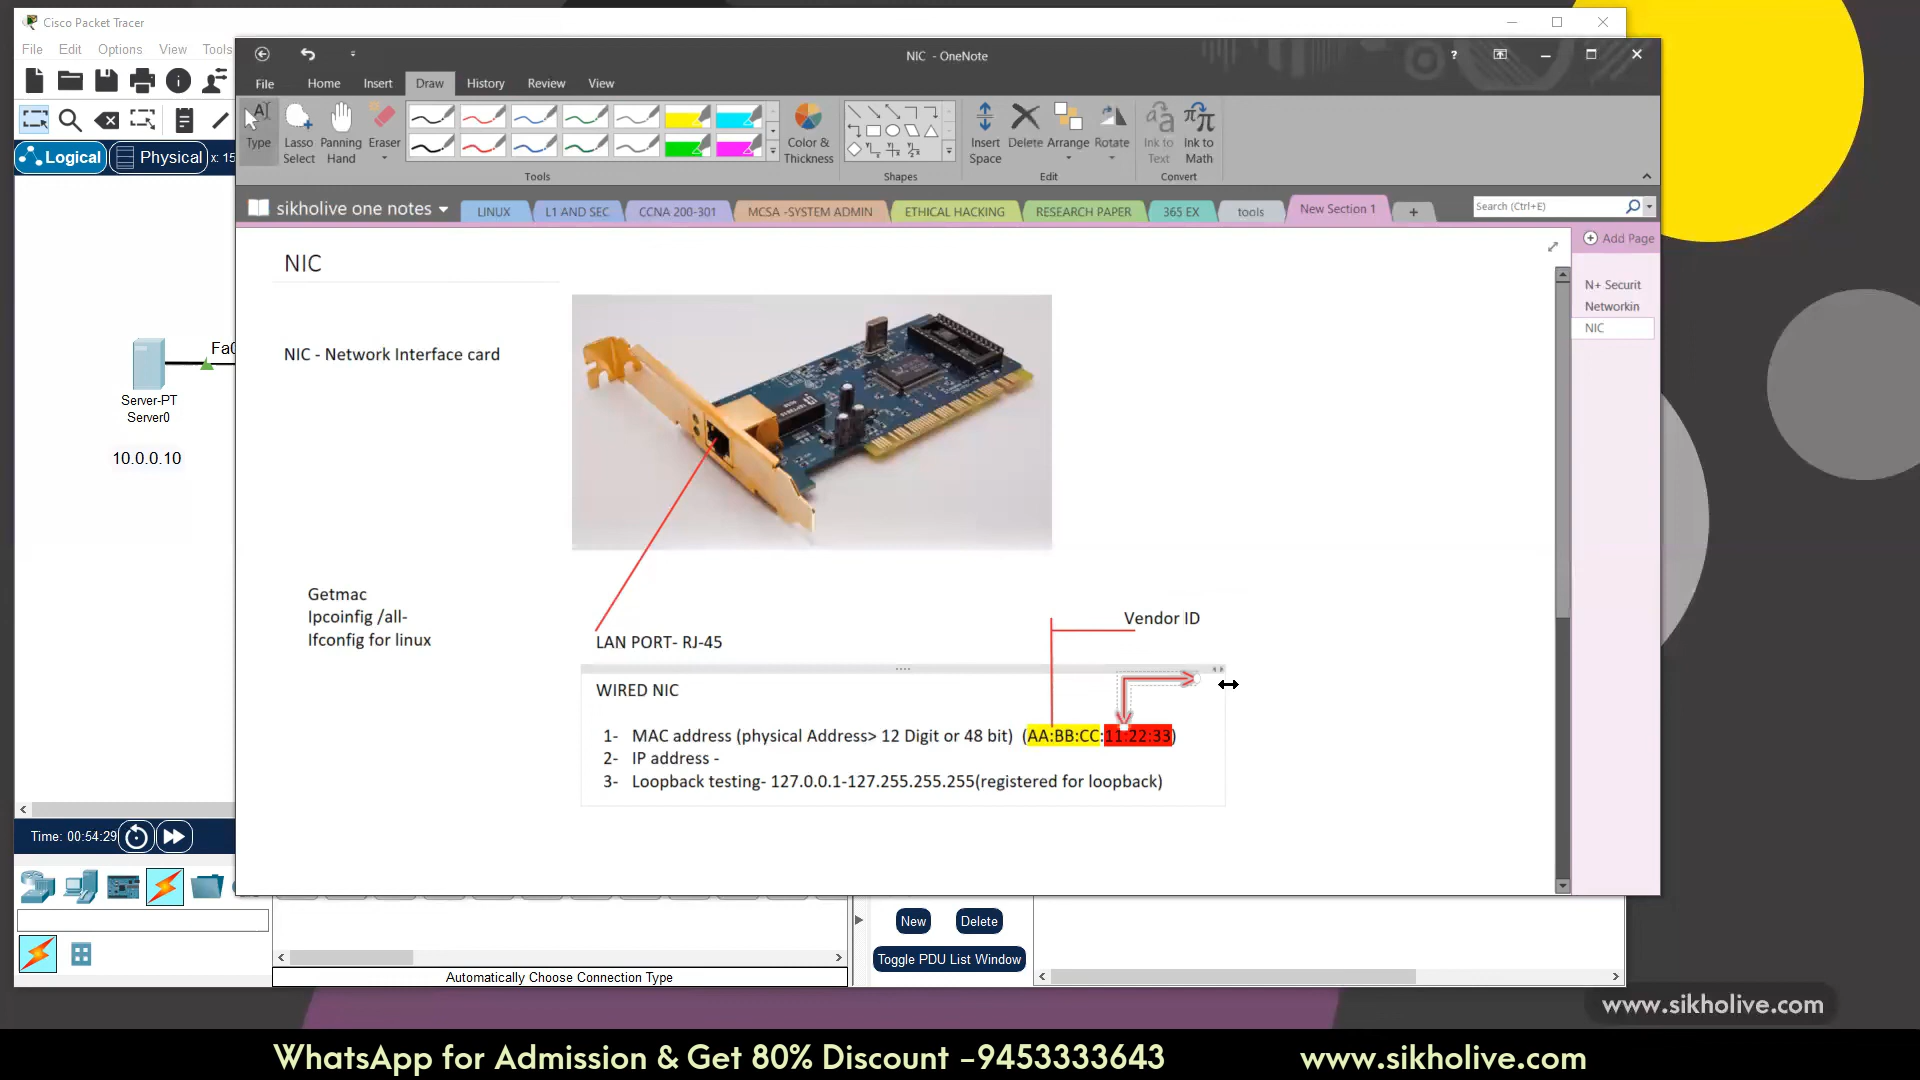 Cisco Packet Tracer
File Edit Options View Tools
Logical Physical x: 15
Fa0
Server-PT
Server0
10.0.0.10
Time: 00:54:29
NIC - OneNote
File Home Insert Draw History Review View
Type
Lasso Select
Panning Hand
Eraser
Color & Thickness
Insert Space
Delete
Arrange
Rotate
Ink to Text
Ink to Math
Tools Shapes Edit Convert
sikholive one notes
LINUX L1 AND SEC CCNA 200-301 MCSA -SYSTEM ADMIN ETHICAL HACKING RESEARCH PAPER 365 EX tools New Section 1 +
Search (Ctrl+E)
Add Page
N+ Securit
Networkin
NIC
NIC
NIC - Network Interface card
Getmac
Ipcoinfig /all-
Ifconfig for linux
LAN PORT- RJ-45
Vendor ID
WIRED NIC
1- MAC address (physical Address> 12 Digit or 48 bit) (AA:BB:CC:11:22:33)
2- IP address -
3- Loopback testing- 127.0.0.1-127.255.255.255(registered for loopback)
New Delete
Toggle PDU List Window
Automatically Choose Connection Type
www.sikholive.com
WhatsApp for Admission & Get 80% Discount -9453333643 www.sikholive.com